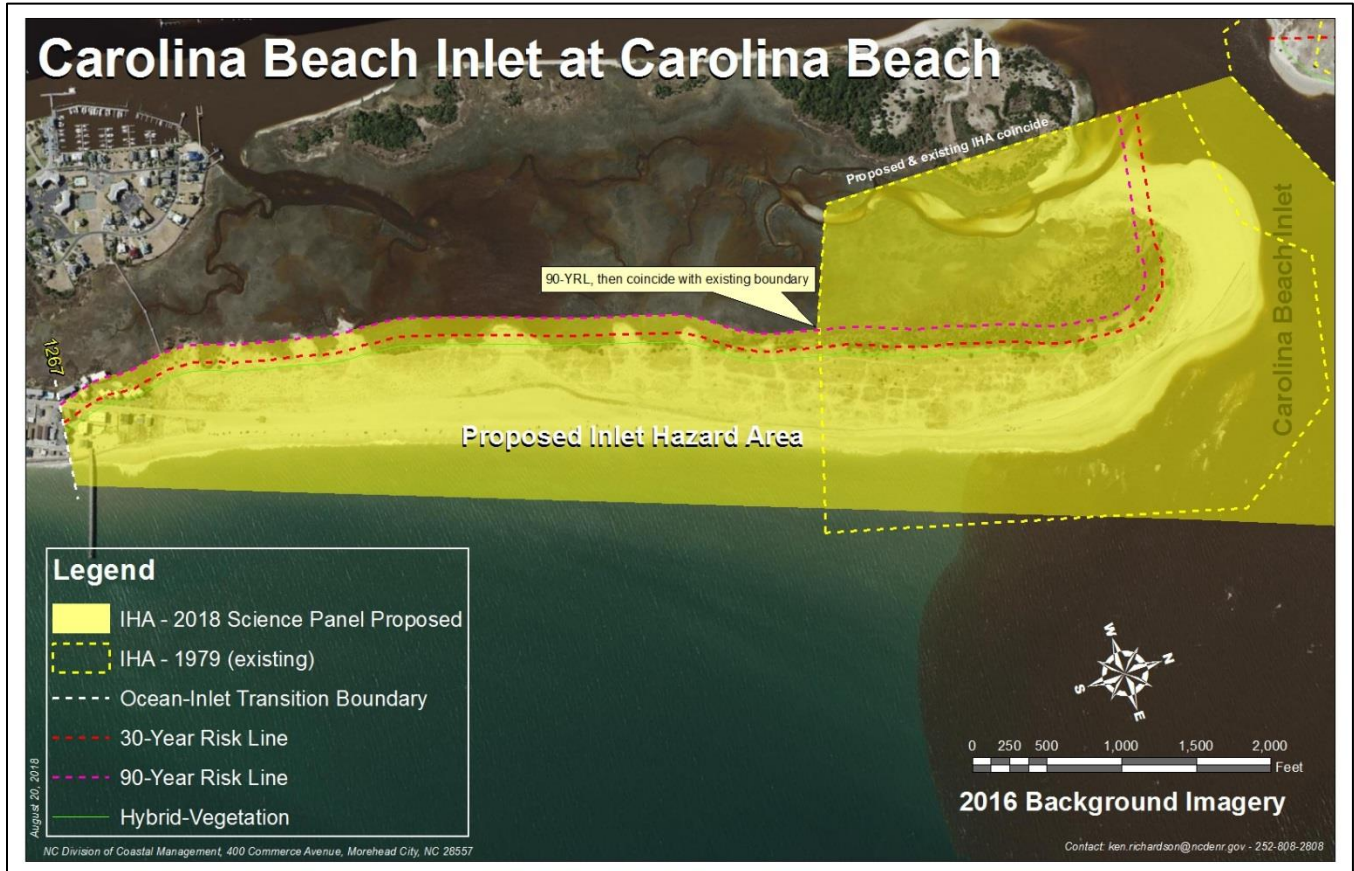 Carolina Beach Inlet at Carolina Beach
Proposed & existing IHA coincide
Carolina Beach Inlet
90-YRL, then coincide with existing boundary
1267
Proposed Inlet Hazard Area
Legend
IHA - 2018 Science Panel Proposed
IHA - 1979 (existing)
Ocean-Inlet Transition Boundary
30-Year Risk Line
90-Year Risk Line
Hybrid-Vegetation
August 20, 2018
NC Division of Coastal Management, 400 Commerce Avenue, Morehead City, NC 28557
W
N
S
E
0 250 500 1,000 1,500 2,000
Feet
2016 Background Imagery
Contact: ken.richardson@ncdenr.gov - 252-808-2808